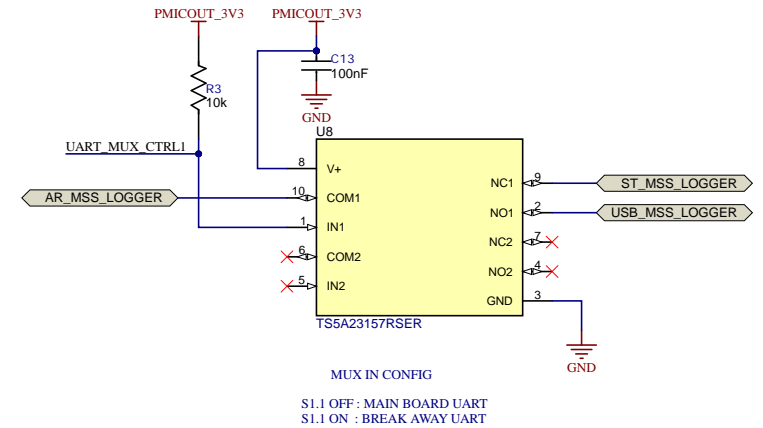 PMICOUT_3V3 PMICOUT_3V3
C13
100nF
R3
10k
GND
U8
UART_MUX_CTRL1
8 V+
NC1 9 ST_MSS_LOGGER
AR_MSS_LOGGER 10 COM1
NO1 2 USB_MSS_LOGGER
1 IN1
NC2 7
6 COM2
NO2 4
5 IN2
GND 3
TS5A23157RSER
GND
MUX IN CONFIG
S1.1 OFF : MAIN BOARD UART
S1.1 ON : BREAK AWAY UART